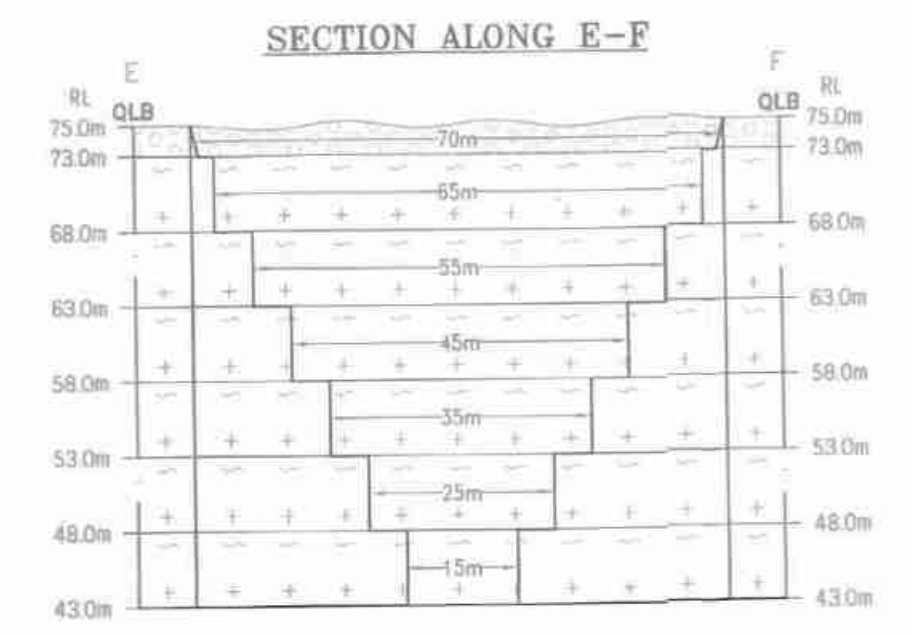 SECTION ALONG E-F
E F
RL RL
QLB QLB
75.0m 75.0m
70m
73.0m 73.0m
65m
68.0m 68.0m
55m
63.0m 63.0m
45m
58.0m 58.0m
35m
53.0m 53.0m
25m
48.0m 48.0m
15m
43.0m 43.0m